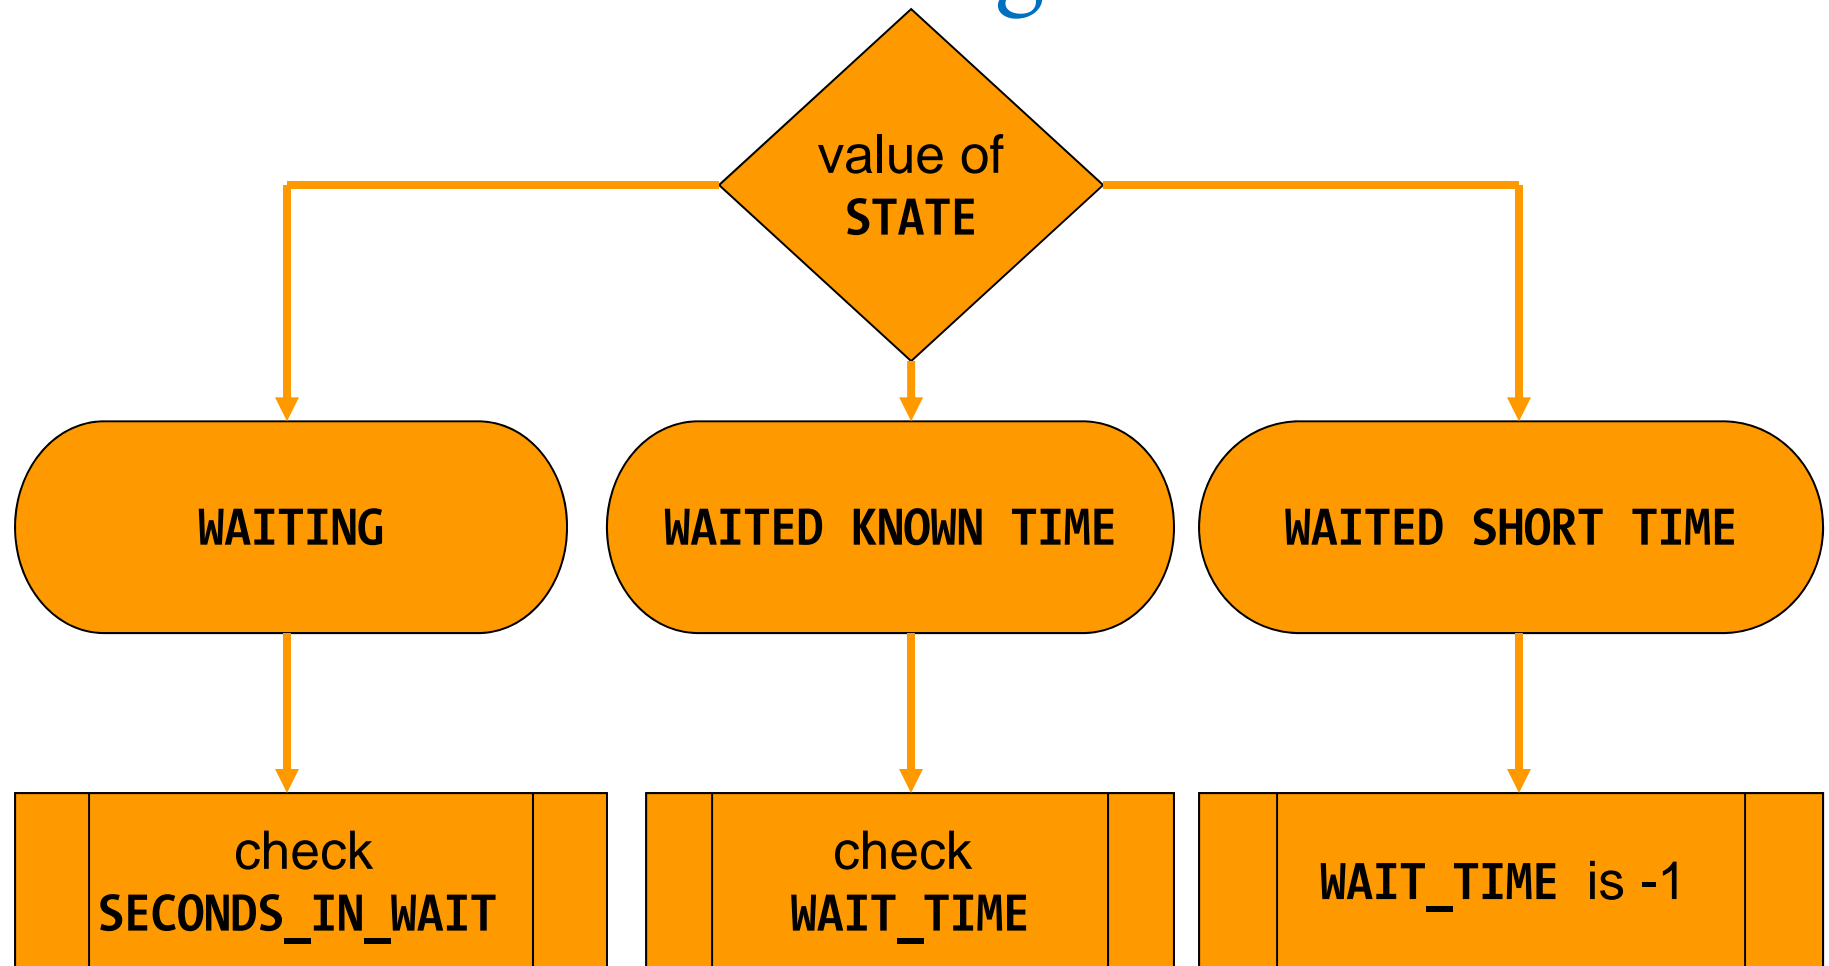 value of
STATE
WAITING
WAITED KNOWN TIME
WAITED SHORT TIME
check
SECONDS_IN_WAIT
check
WAIT_TIME
WAIT_TIME is -1